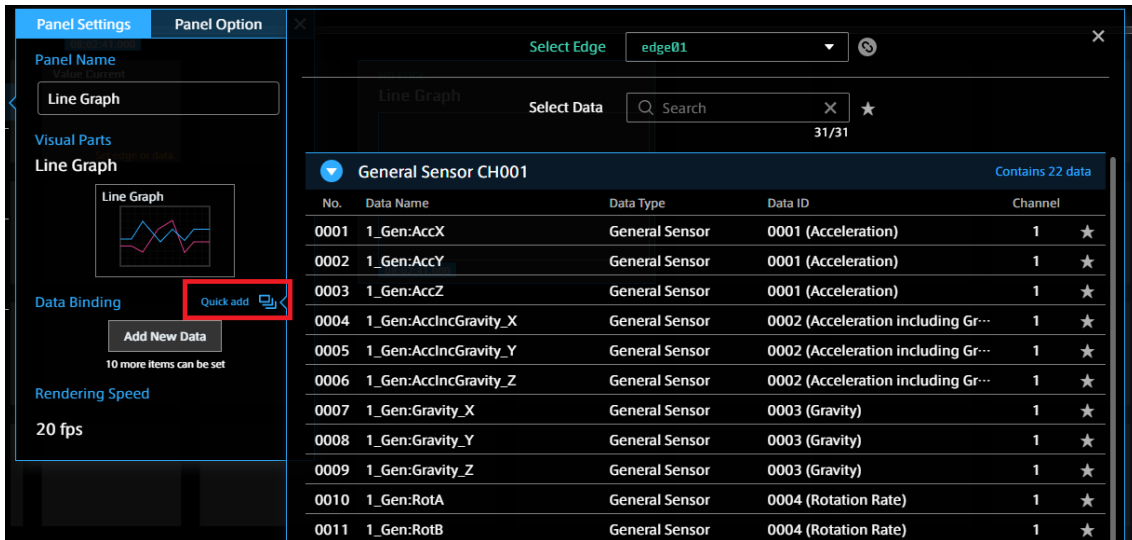 Panel Settings
Panel Option
Panel Name
Value Current
Line Graph
Visual Parts
Line Graph
Line Graph
Data Binding
Quick add
Add New Data
10 more items can be set
Rendering Speed
20 fps
Line Graph
Select Edge
edge01
Select Data
Search
31/31
General Sensor CH001
Contains 22 data
No. Data Name Data Type Data ID Channel
0001 1_Gen:AccX General Sensor 0001 (Acceleration) 1
0002 1_Gen:AccY General Sensor 0001 (Acceleration) 1
0003 1_Gen:AccZ General Sensor 0001 (Acceleration) 1
0004 1_Gen:AccIncGravity_X General Sensor 0002 (Acceleration including Gr··· 1
0005 1_Gen:AccIncGravity_Y General Sensor 0002 (Acceleration including Gr··· 1
0006 1_Gen:AccIncGravity_Z General Sensor 0002 (Acceleration including Gr··· 1
0007 1_Gen:Gravity_X General Sensor 0003 (Gravity) 1
0008 1_Gen:Gravity_Y General Sensor 0003 (Gravity) 1
0009 1_Gen:Gravity_Z General Sensor 0003 (Gravity) 1
0010 1_Gen:RotA General Sensor 0004 (Rotation Rate) 1
0011 1_Gen:RotB General Sensor 0004 (Rotation Rate) 1